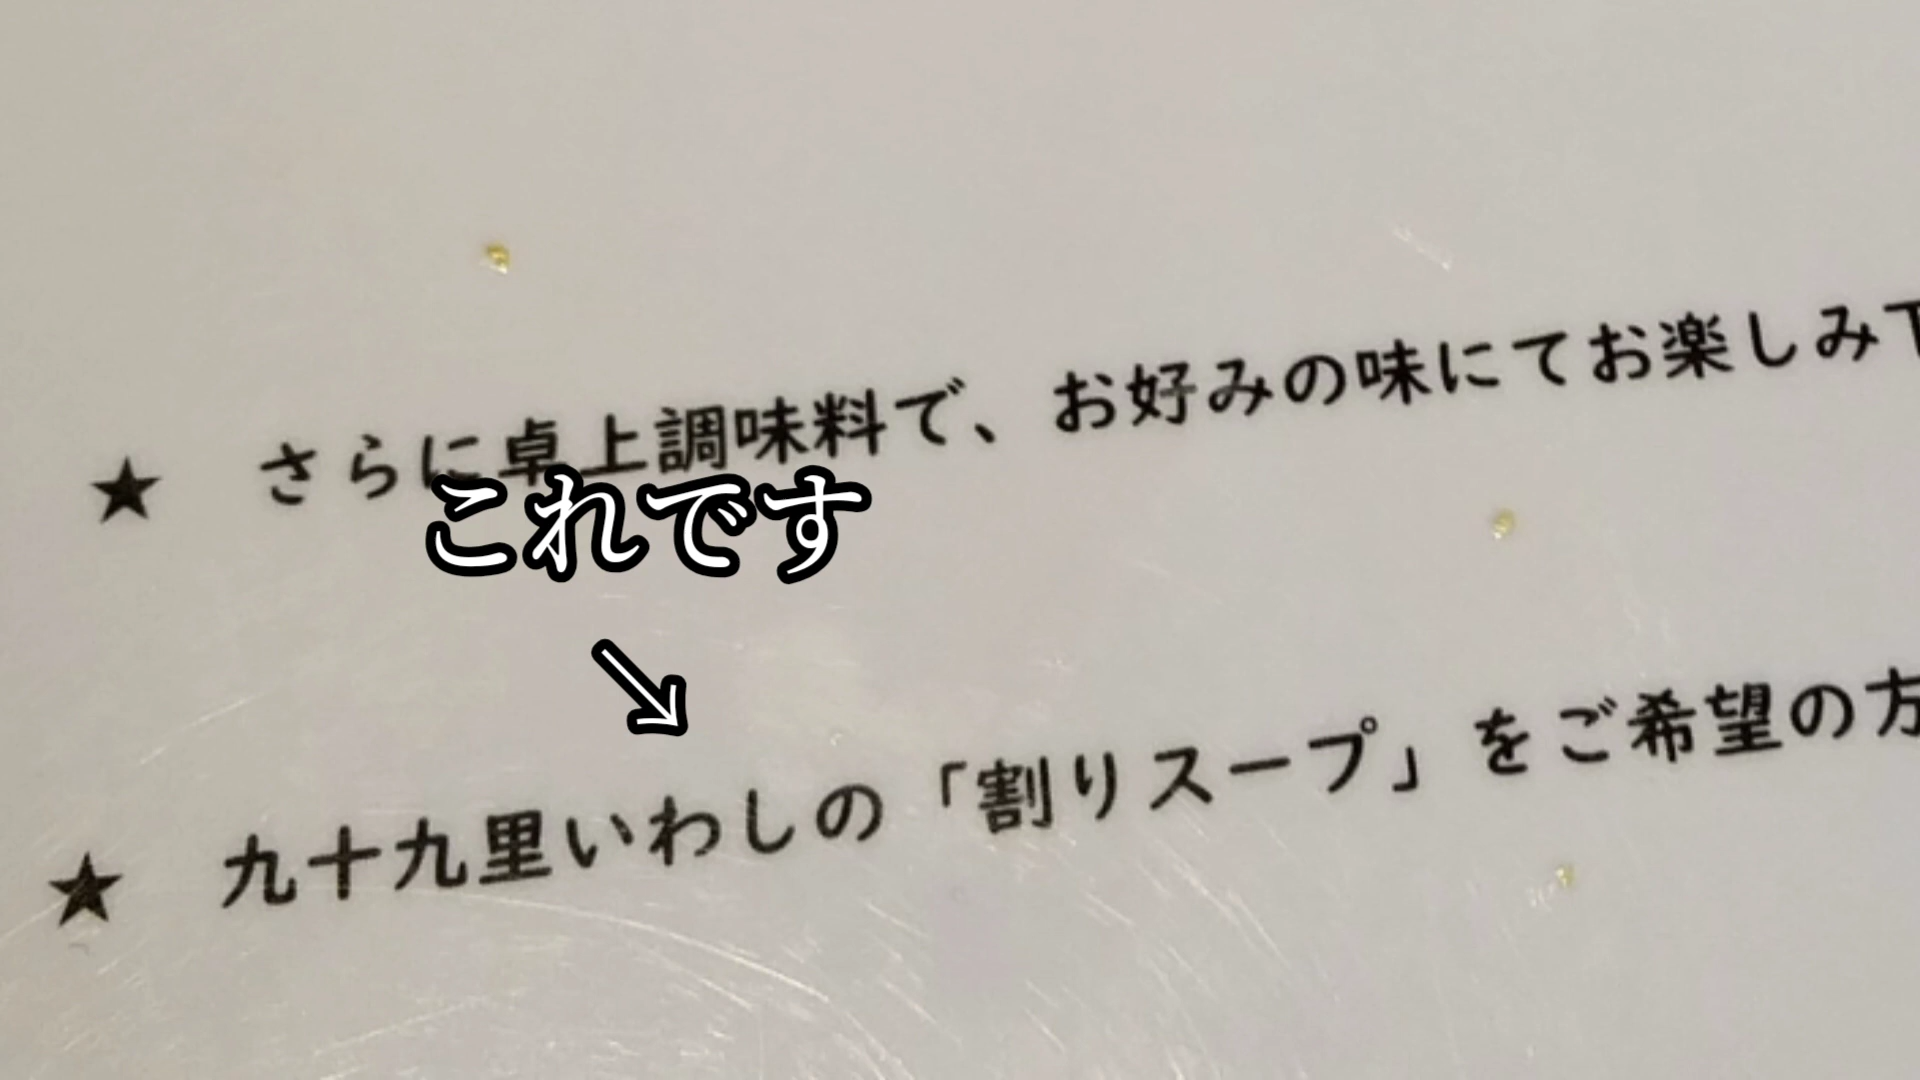 ★ さらに卓上調味料で、お好みの味にてお楽しみ下
これです
↘
★ 九十九里いわしの「割りスープ」をご希望の方